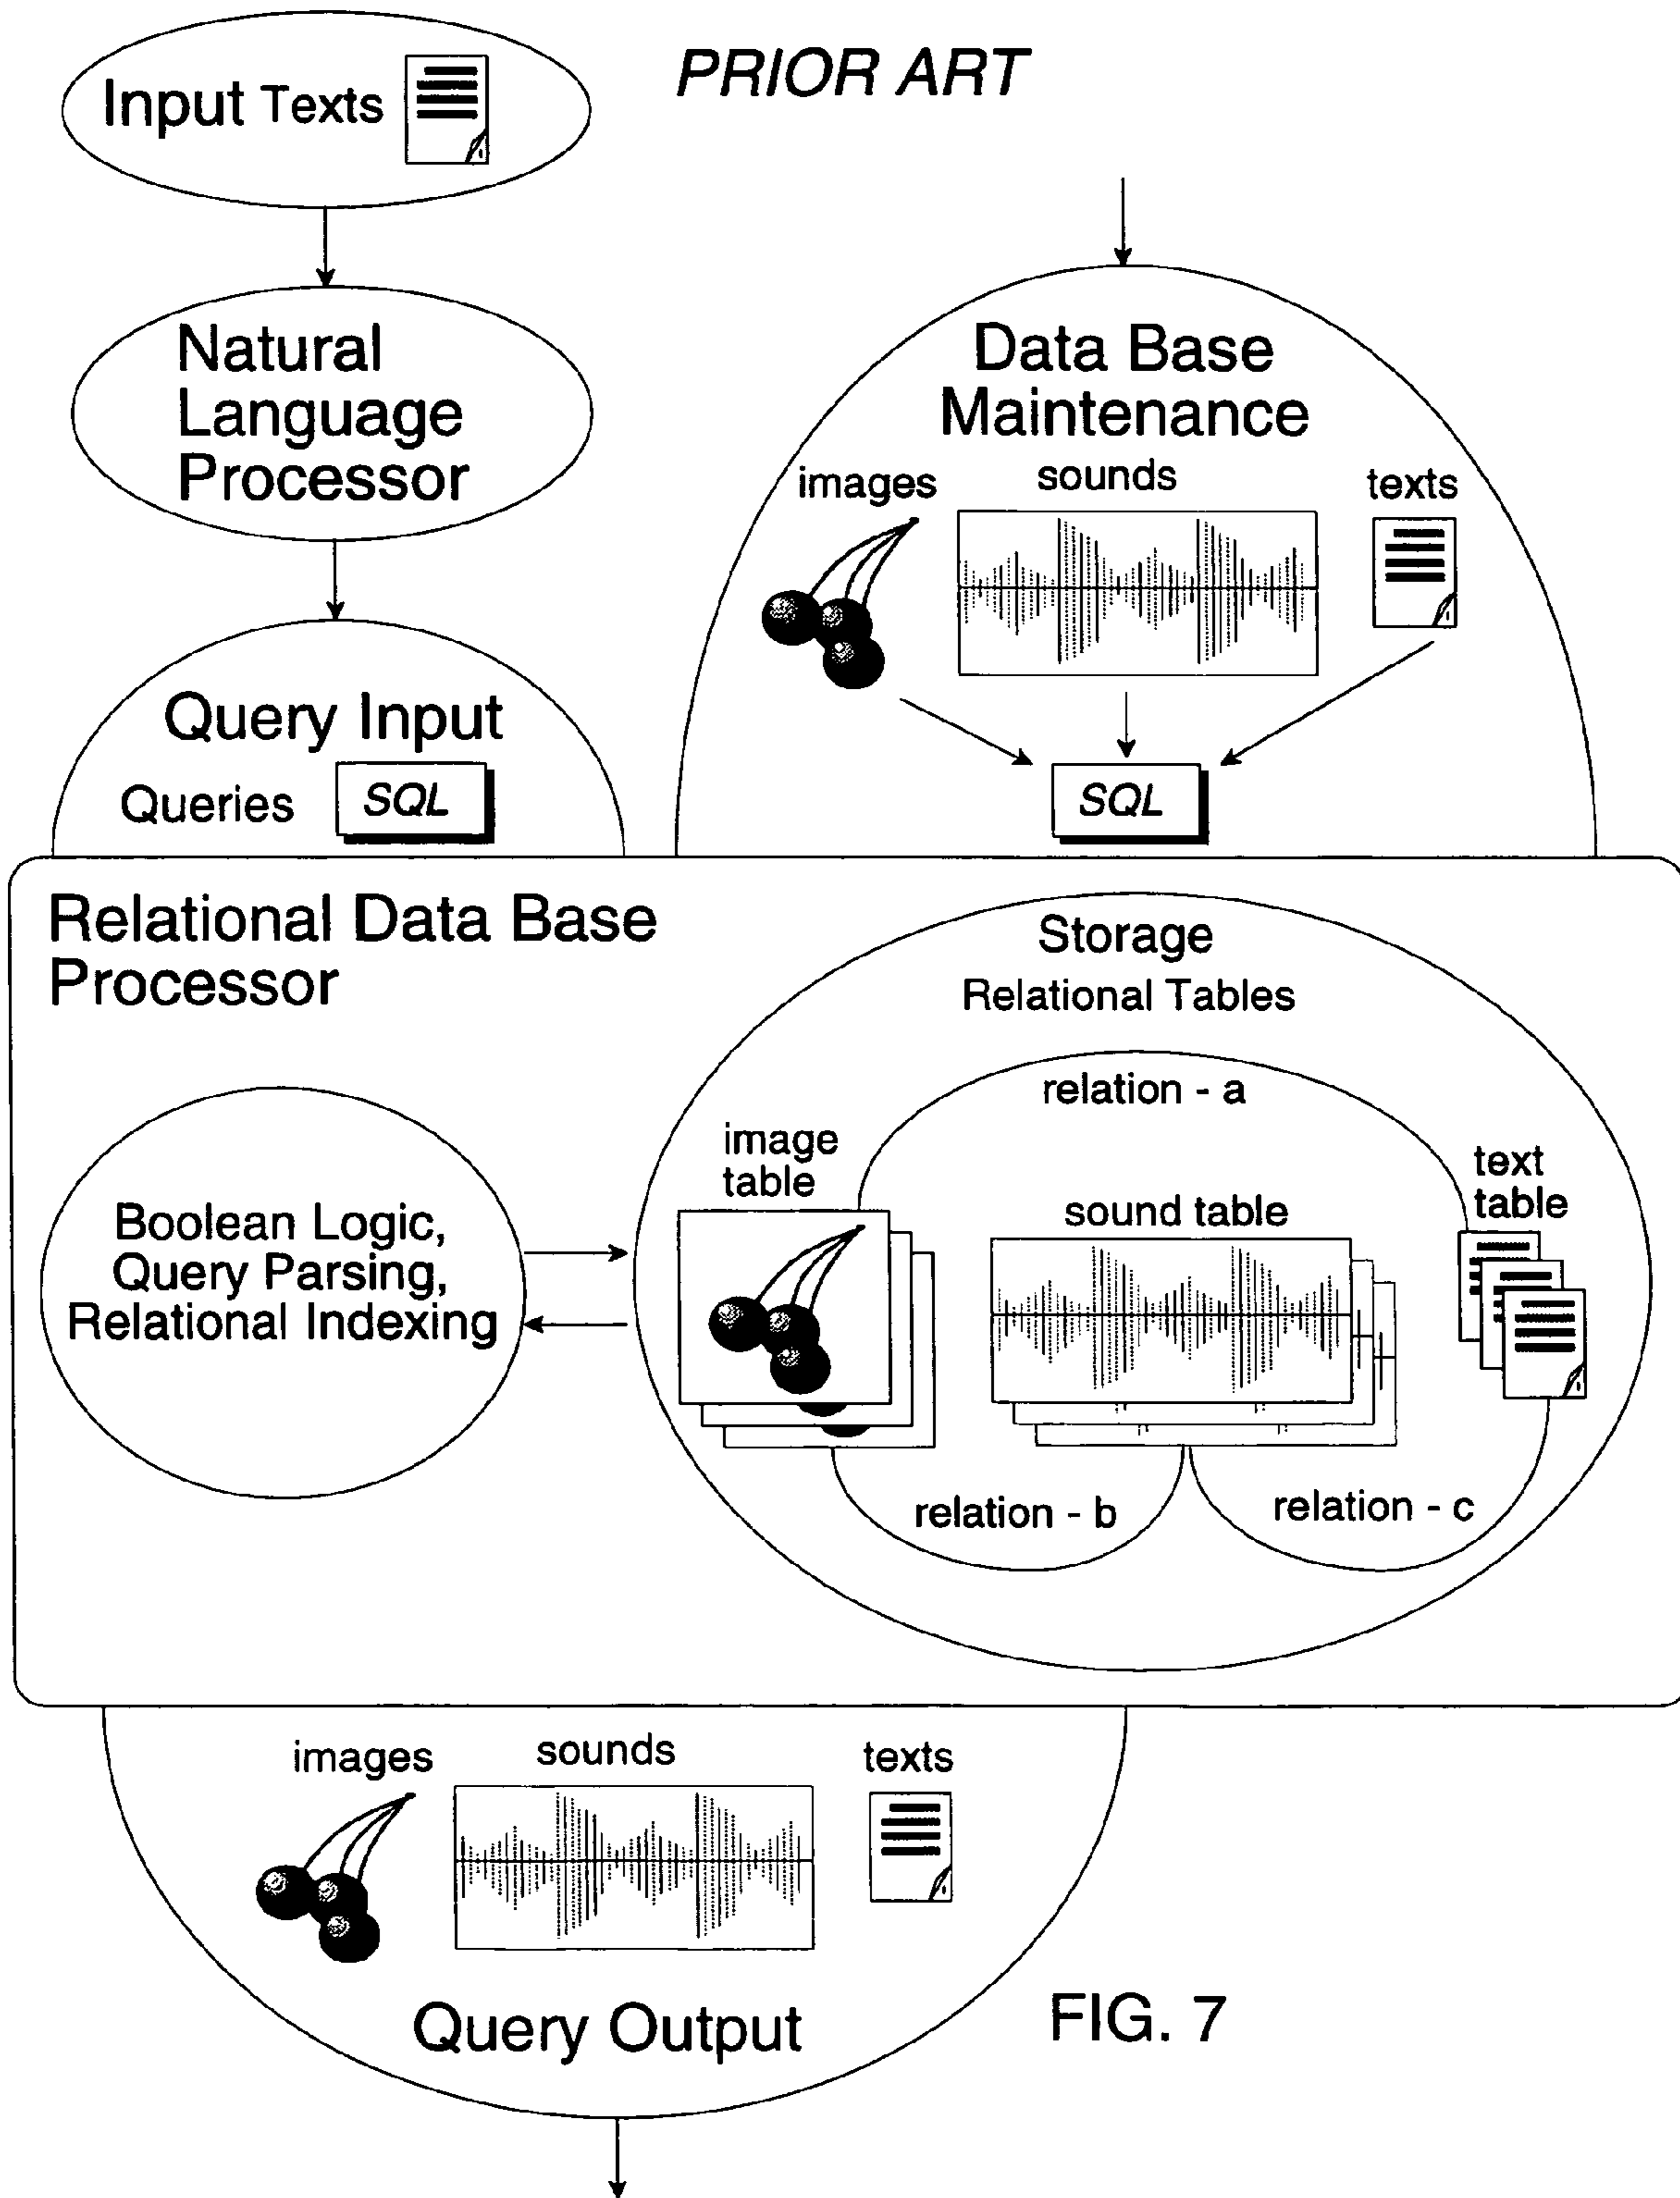 PRIOR ART
Input Texts
Natural
Language
Processor
Query Input
Queries SQL
Data Base
Maintenance
images sounds texts
SQL
Relational Data Base
Processor
Boolean Logic,
Query Parsing,
Relational Indexing
Storage
Relational Tables
relation - a
image
table
sound table
text
table
relation - b
relation - c
images sounds texts
Query Output
FIG. 7